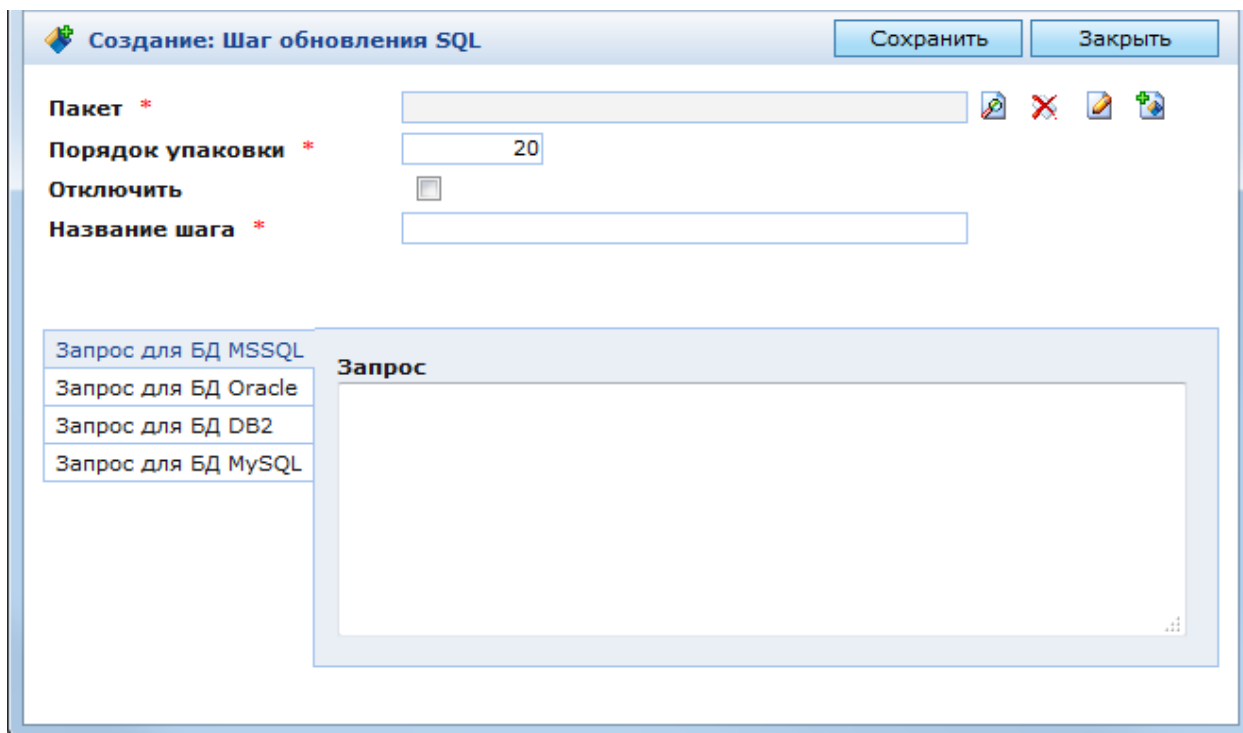 Создание: Шаг обновления SQL
Сохранить
Закрыть
Пакет *
Порядок упаковки * 20
Отключить
Название шага *
Запрос для БД MSSQL
Запрос для БД Oracle
Запрос для БД DB2
Запрос для БД MySQL
Запрос